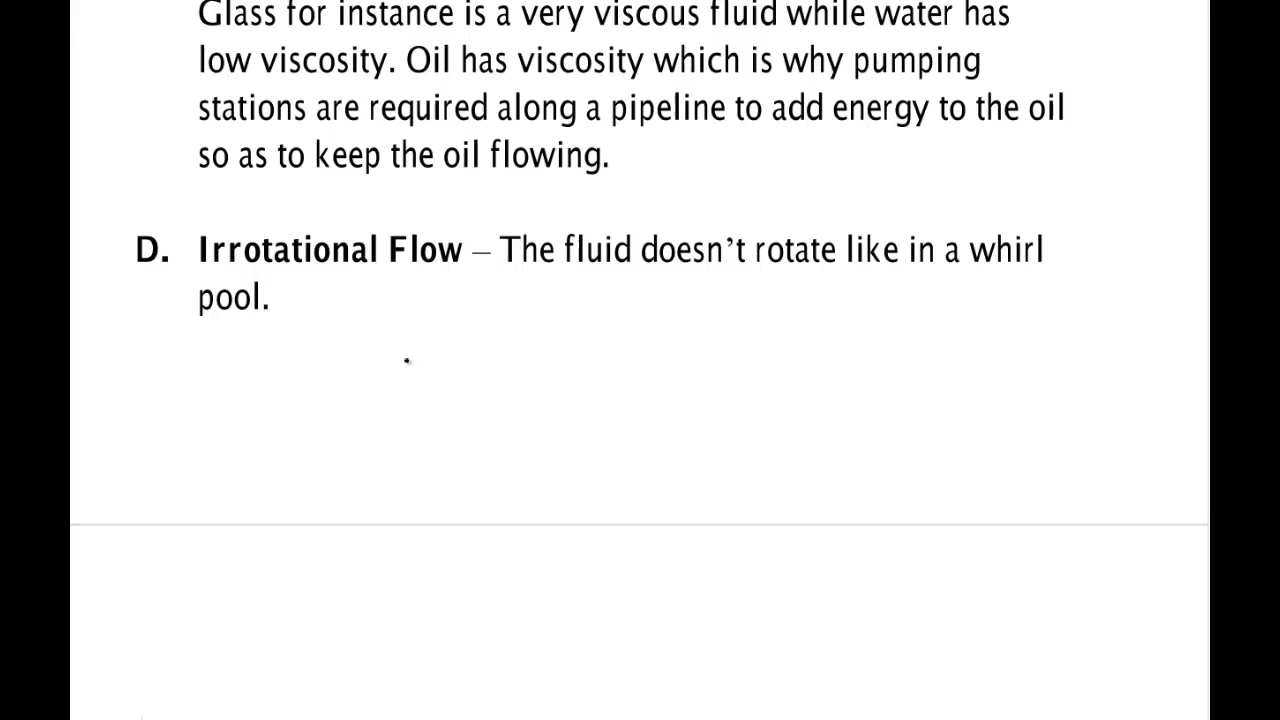 Glass for instance is a very viscous fluid while water has
low viscosity. Oil has viscosity which is why pumping
stations are required along a pipeline to add energy to the oil
so as to keep the oil flowing.
D. Irrotational Flow – The fluid doesn’t rotate like in a whirl
pool.